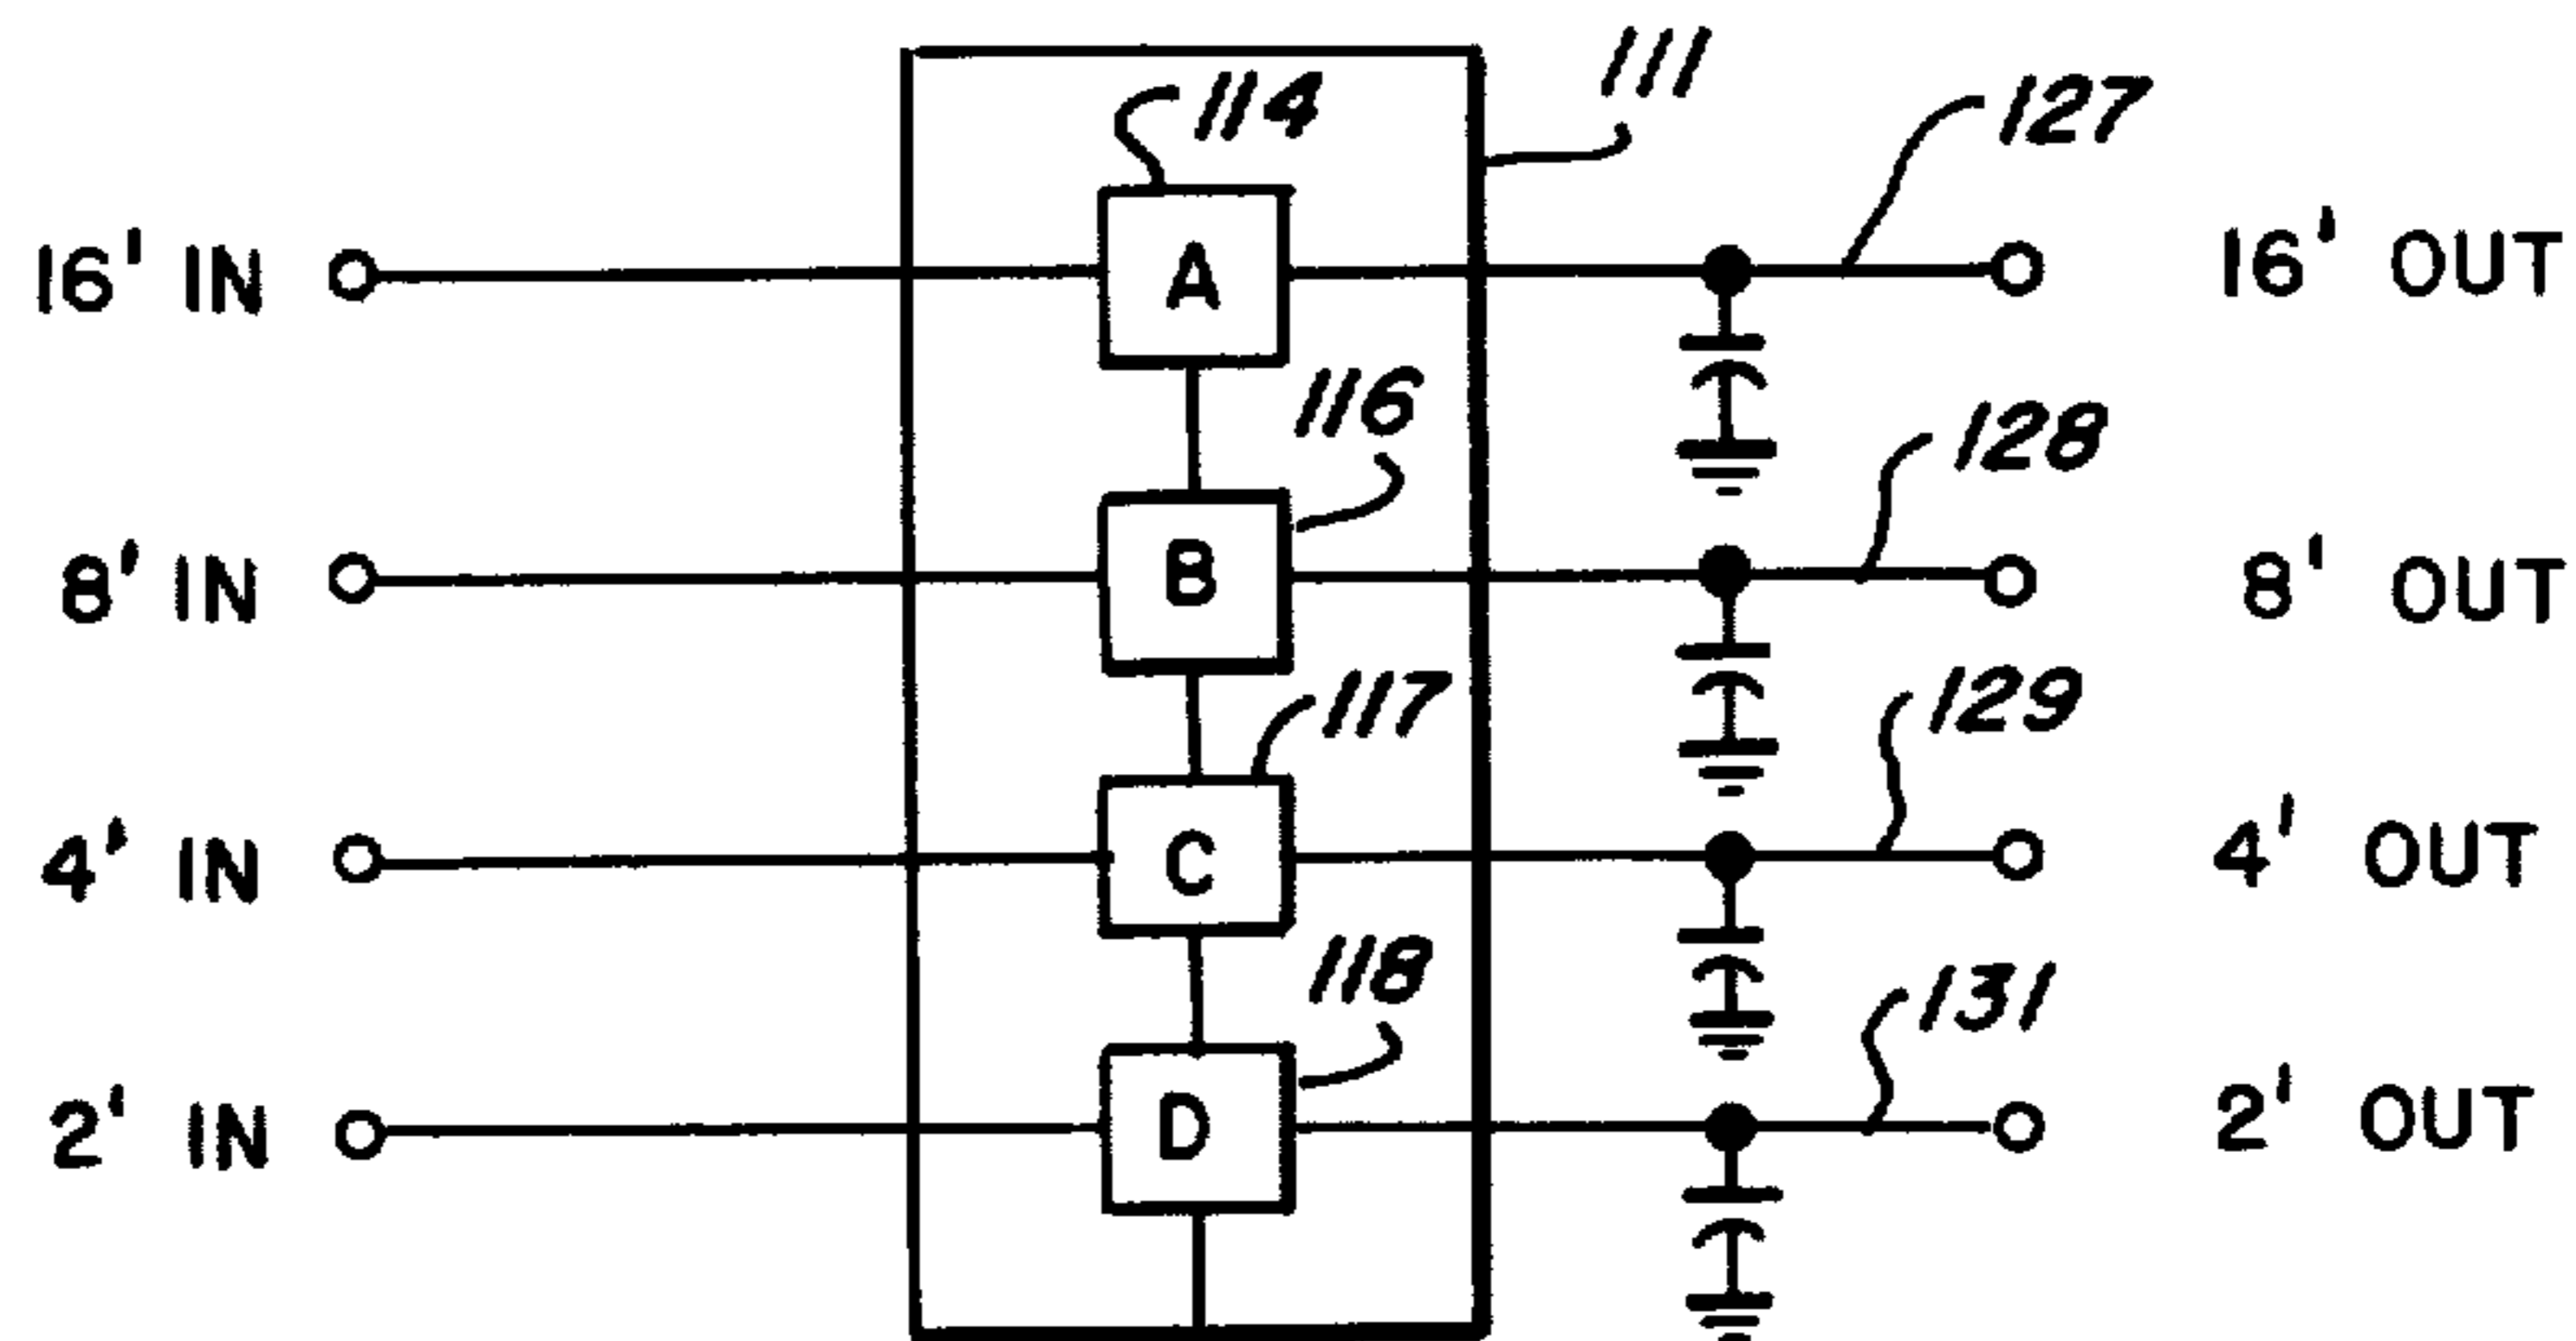 111
114
127
16' IN
A
16' OUT
116
128
8' IN
B
8' OUT
117
129
4' IN
C
4' OUT
118
131
2' IN
D
2' OUT